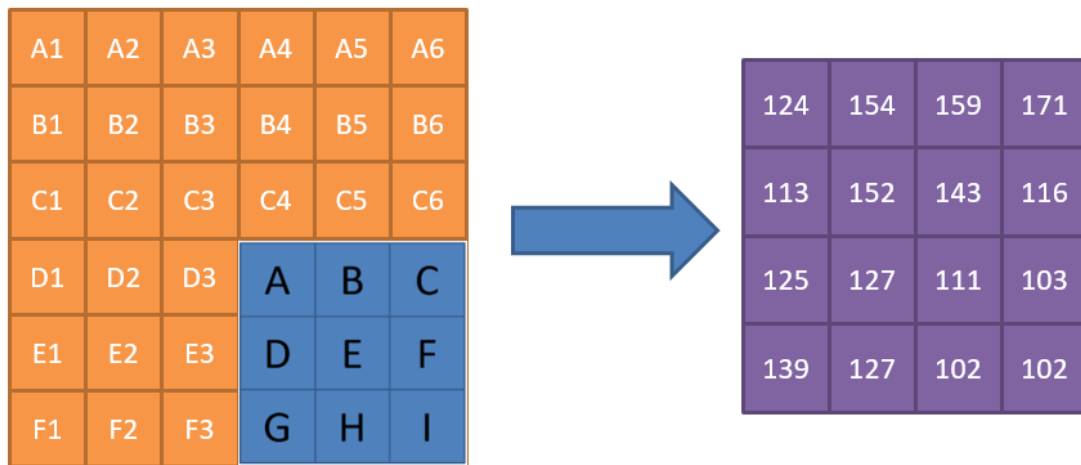 A1 A2 A3 A4 A5 A6
B1 B2 B3 B4 B5 B6
C1 C2 C3 C4 C5 C6
D1 D2 D3 A B C
E1 E2 E3 D E F
F1 F2 F3 G H I
124 154 159 171
113 152 143 116
125 127 111 103
139 127 102 102